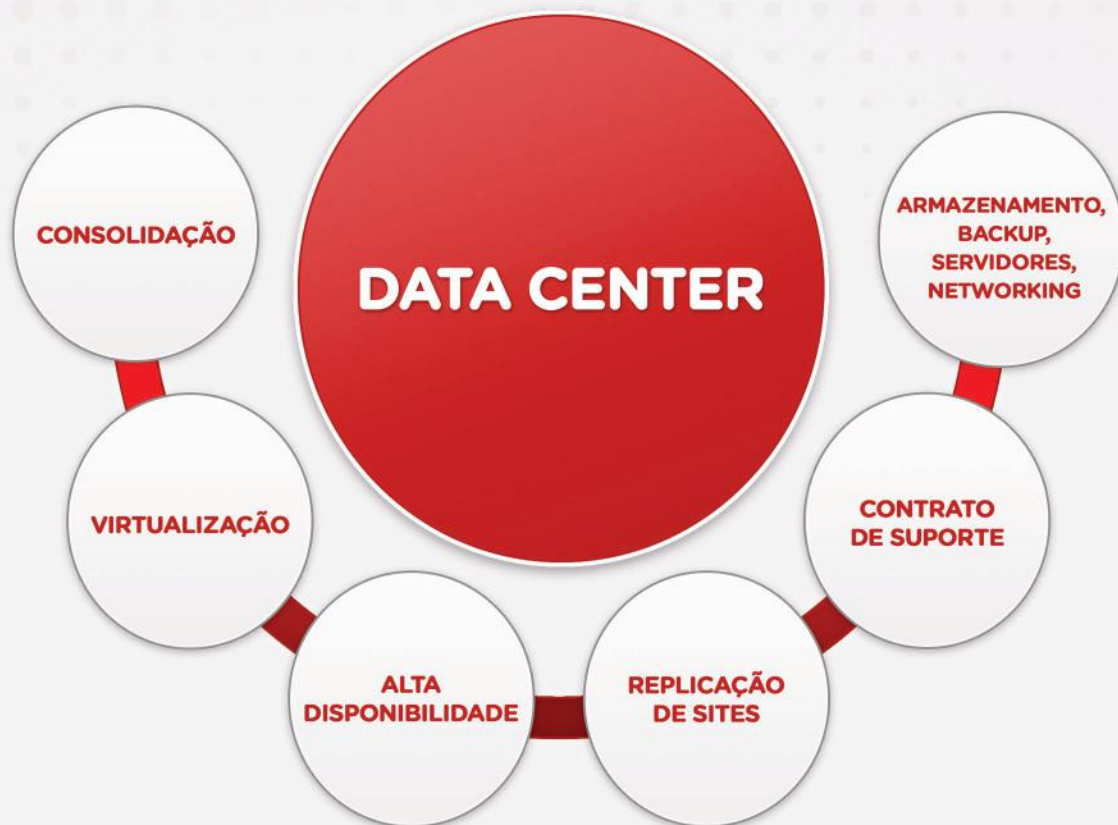 DATA CENTER
CONSOLIDAÇÃO
VIRTUALIZAÇÃO
ALTA
DISPONIBILIDADE
REPLICAÇÃO
DE SITES
CONTRATO
DE SUPORTE
ARMAZENAMENTO,
BACKUP,
SERVIDORES,
NETWORKING